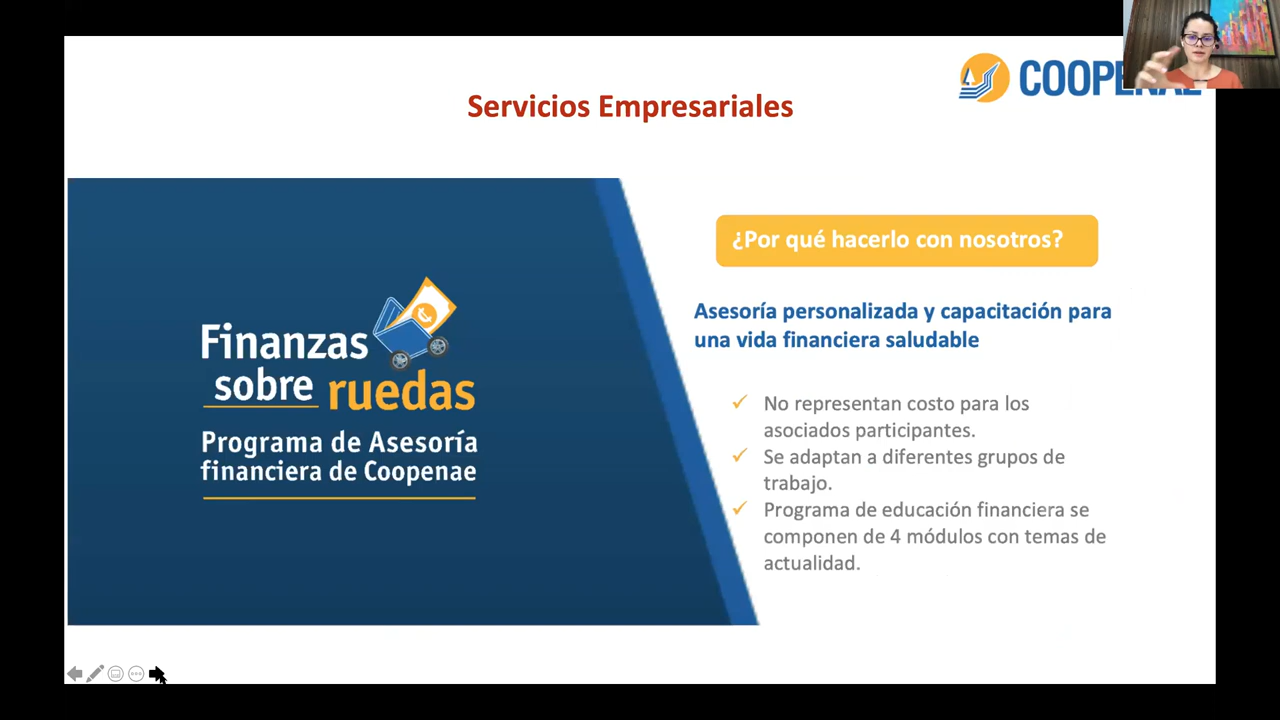 Servicios Empresariales
Finanzas
sobre ruedas
Programa de Asesoría
financiera de Coopenae
¿Por qué hacerlo con nosotros?
Asesoría personalizada y capacitación para
una vida financiera saludable
✓ No representan costo para los
asociados participantes.
✓ Se adaptan a diferentes grupos de
trabajo.
✓ Programa de educación financiera se
componen de 4 módulos con temas de
actualidad.